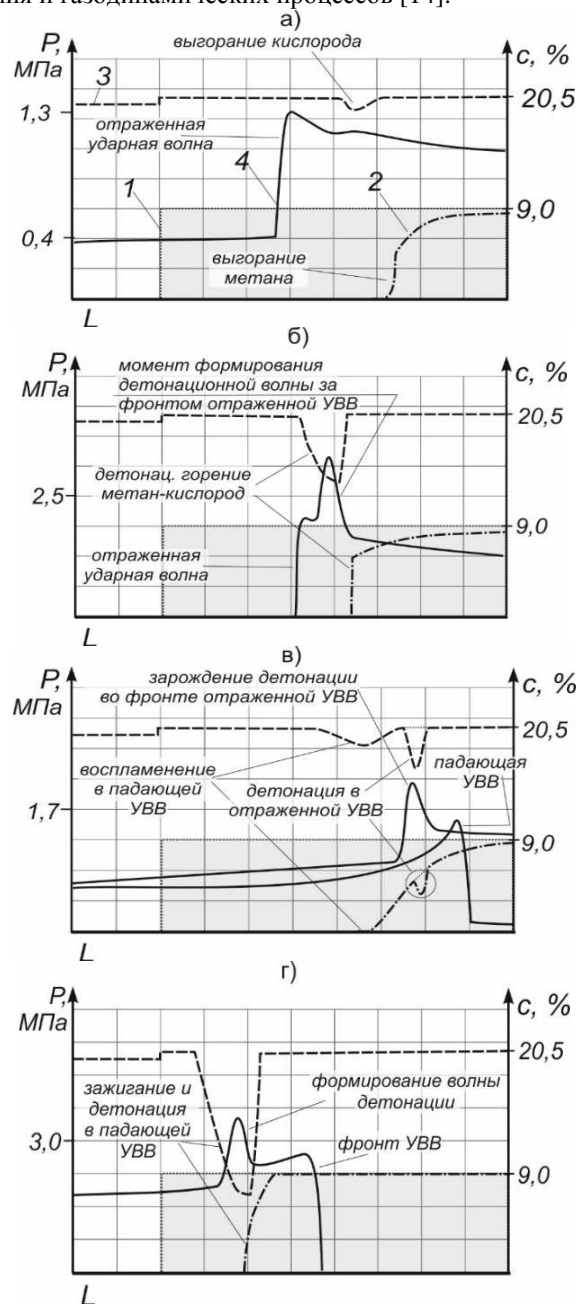 ния и газодинамических процессов [14].
а)
P,
МПа
c, %
выгорание кислорода
3
20,5
1,3
отраженная
ударная волна
4
1
2
9,0
0,4
выгорание
метана
L
б)
P,
МПа
c, %
момент формирования
детонационной волны за
фронтом отраженной УВВ
20,5
детонац. горение
метан-кислород
2,5
9,0
отраженная
ударная волна
L
в)
P,
МПа
c, %
зарождение детонации
во фронте отраженной УВВ
20,5
воспламенение
в падающей
УВВ
детонация в
отраженной УВВ
падающая
УВВ
1,7
9,0
L
г)
P,
МПа
c, %
20,5
зажигание и
детонация
в падающей
УВВ
формирование волны
детонации
3,0
фронт УВВ
9,0
L